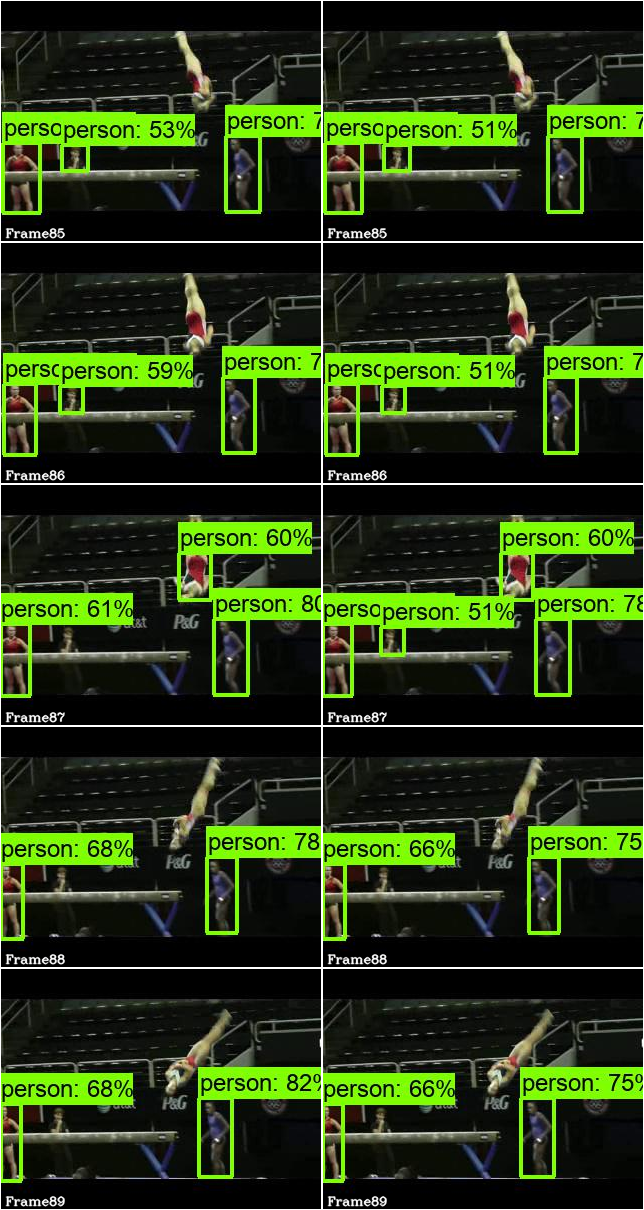 perso person: 53% person: 7
G
Frame85
perso person: 51% person: 7
G
Frame85
perso person: 59% person: 7
P&G
Frame86
perso person: 51% person: 7
P&G
Frame86
person: 60%
person: 61% person: 80
at&t P&G
Frame87
person: 60%
perso person: 51% person: 78
G
Frame87
person: 68% person: 78
P&G
Frame88
person: 66% person: 75
P&G
Frame88
person: 68% person: 82%
at&t P&G
Frame89
person: 66% person: 75%
at&t P&G
Frame89